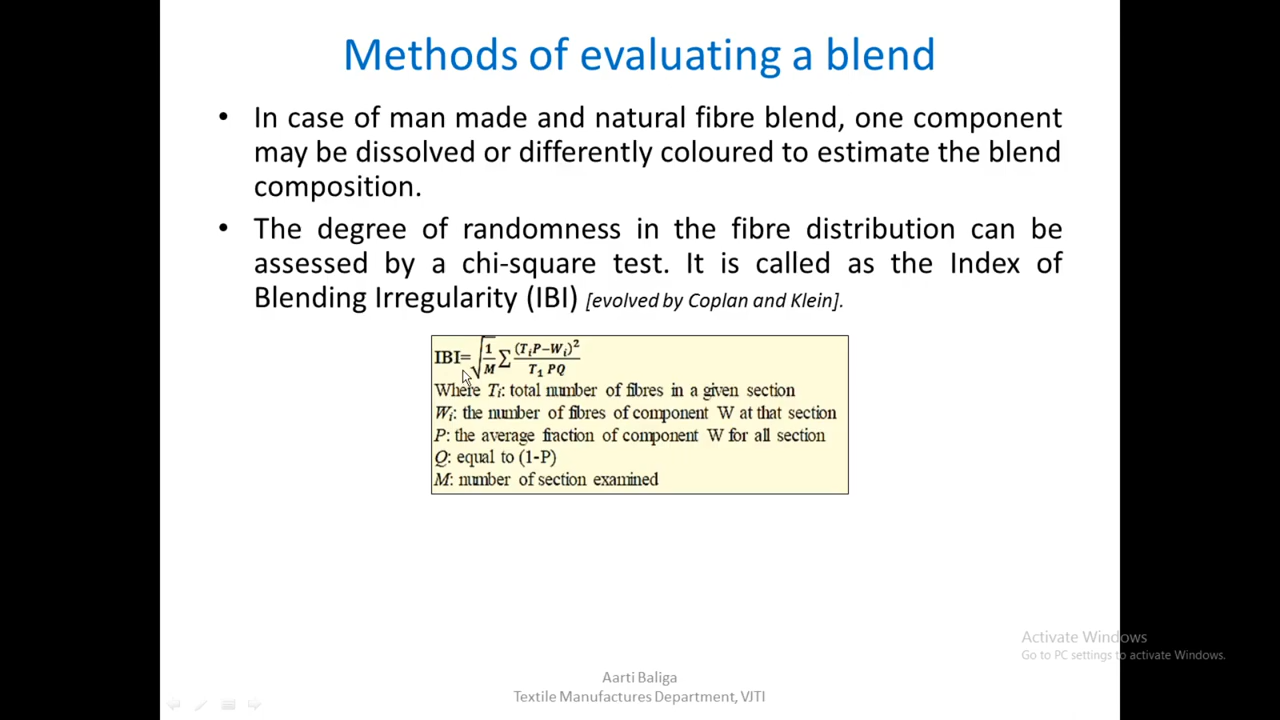 Methods of evaluating a blend
• In case of man made and natural fibre blend, one component
may be dissolved or differently coloured to estimate the blend
composition.
• The degree of randomness in the fibre distribution can be
assessed by a chi-square test. It is called as the Index of
Blending Irregularity (IBI) [evolved by Coplan and Klein].
IBI=√(1/M) ∑ (TᵢP−Wᵢ)²/(T₁ PQ)
Where Tᵢ: total number of fibres in a given section
Wᵢ: the number of fibres of component W at that section
P: the average fraction of component W for all section
Q: equal to (1-P)
M: number of section examined
Activate Windows
Go to PC settings to activate Windows.
Aarti Baliga
Textile Manufactures Department, VJTI